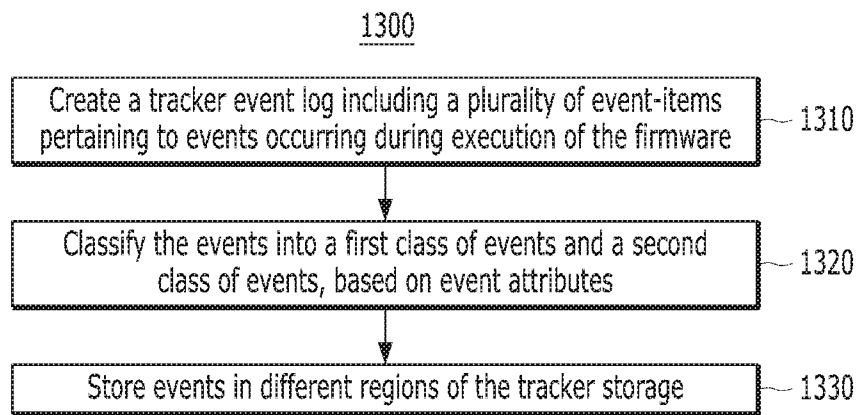 1300
Create a tracker event log including a plurality of event-items
pertaining to events occurring during execution of the firmware
1310
Classify the events into a first class of events and a second
class of events, based on event attributes
1320
Store events in different regions of the tracker storage
1330